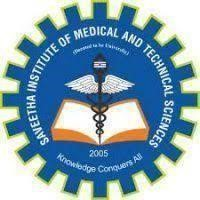 SAVEETHA INSTITUTE OF MEDICAL AND TECHNICAL SCIENCES
(Deemed to be University)
2005
Knowledge Conquers All